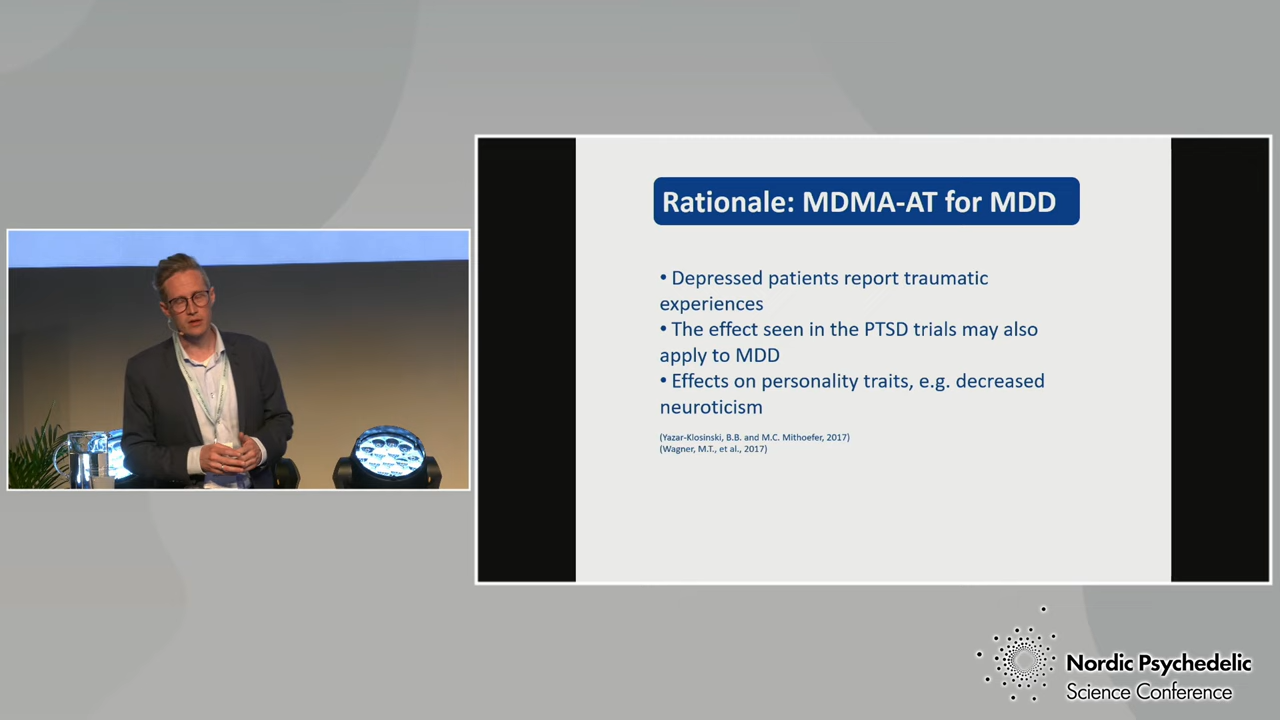 Rationale: MDMA-AT for MDD
• Depressed patients report traumatic
experiences
• The effect seen in the PTSD trials may also
apply to MDD
• Effects on personality traits, e.g. decreased
neuroticism
(Yazar-Klosinski, B.B. and M.C. Mithoefer, 2017)
(Wagner, M.T., et al., 2017)
Nordic Psychedelic
Science Conference